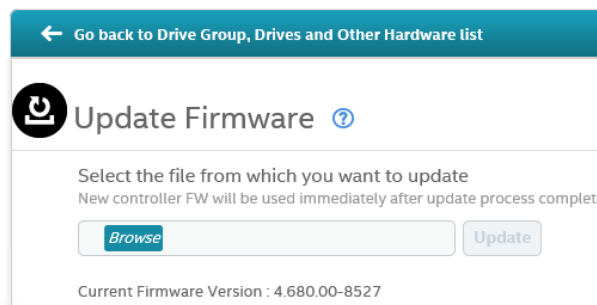 Go back to Drive Group, Drives and Other Hardware list
Update Firmware ?
Select the file from which you want to update
New controller FW will be used immediately after update process complet
Browse Update
Current Firmware Version : 4.680.00-8527